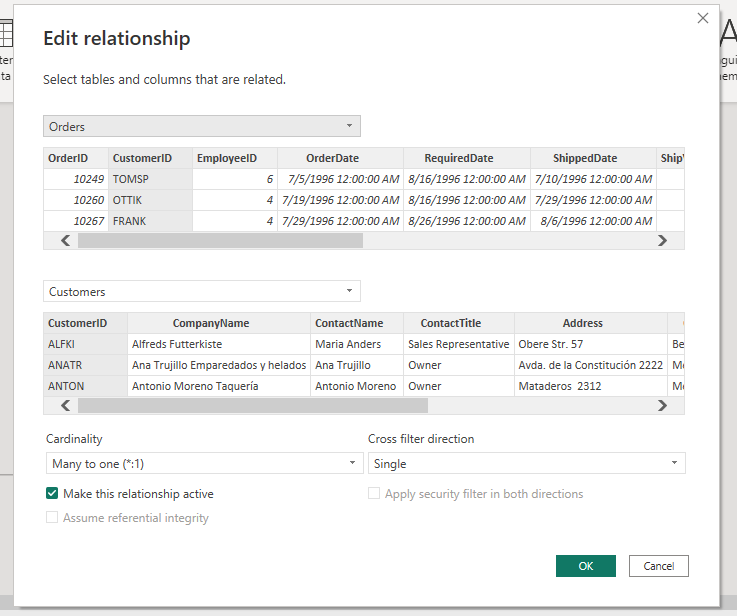 Edit relationship
Select tables and columns that are related.
Orders
OrderID CustomerID EmployeeID OrderDate RequiredDate ShippedDate
10249 TOMSP 6 7/5/1996 12:00:00 AM 8/16/1996 12:00:00 AM 7/10/1996 12:00:00 AM
10260 OTTIK 4 7/19/1996 12:00:00 AM 8/16/1996 12:00:00 AM 7/29/1996 12:00:00 AM
10267 FRANK 4 7/29/1996 12:00:00 AM 8/26/1996 12:00:00 AM 8/6/1996 12:00:00 AM
Customers
CustomerID CompanyName ContactName ContactTitle Address
ALFKI Alfreds Futterkiste Maria Anders Sales Representative Obere Str. 57
ANATR Ana Trujillo Emparedados y helados Ana Trujillo Owner Avda. de la Constitución 2222
ANTON Antonio Moreno Taquería Antonio Moreno Owner Mataderos 2312
Cardinality Cross filter direction
Many to one (*:1) Single
Make this relationship active Apply security filter in both directions
Assume referential integrity
OK Cancel